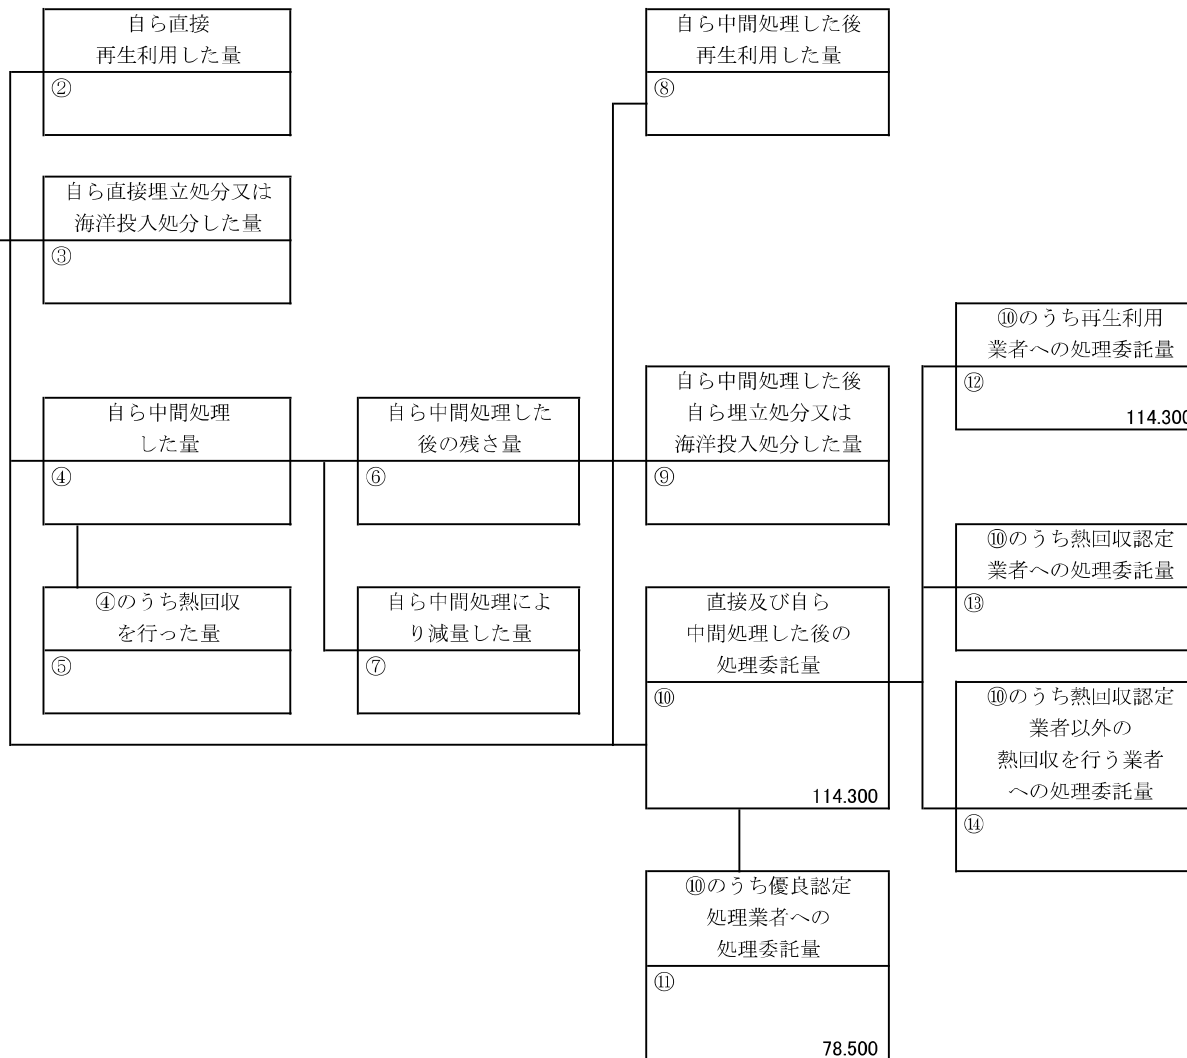 自ら直接
再生利用した量
②
自ら中間処理した後
再生利用した量
⑧
自ら直接埋立処分又は
海洋投入処分した量
③
⑩のうち再生利用
業者への処理委託量
⑫
114.300
自ら中間処理
した量
④
自ら中間処理した
後の残さ量
⑥
自ら中間処理した後
自ら埋立処分又は
海洋投入処分した量
⑨
⑩のうち熱回収認定
業者への処理委託量
⑬
④のうち熱回収
を行った量
⑤
自ら中間処理によ
り減量した量
⑦
直接及び自ら
中間処理した後の
処理委託量
⑩
114.300
⑩のうち熱回収認定
業者以外の
熱回収を行う業者
への処理委託量
⑭
⑩のうち優良認定
処理業者への
処理委託量
⑪
78.500